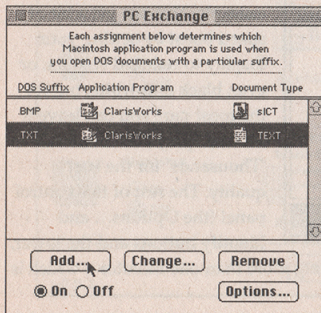 PC Exchange
Each assignment below determines which
Macintosh application program is used when
you open DOS documents with a particular suffix.
DOS Suffix Application Program Document Type
.BMP ClarisWorks sICT
.TXT ClarisWorks TEXT
Add... Change... Remove
On Off Options...